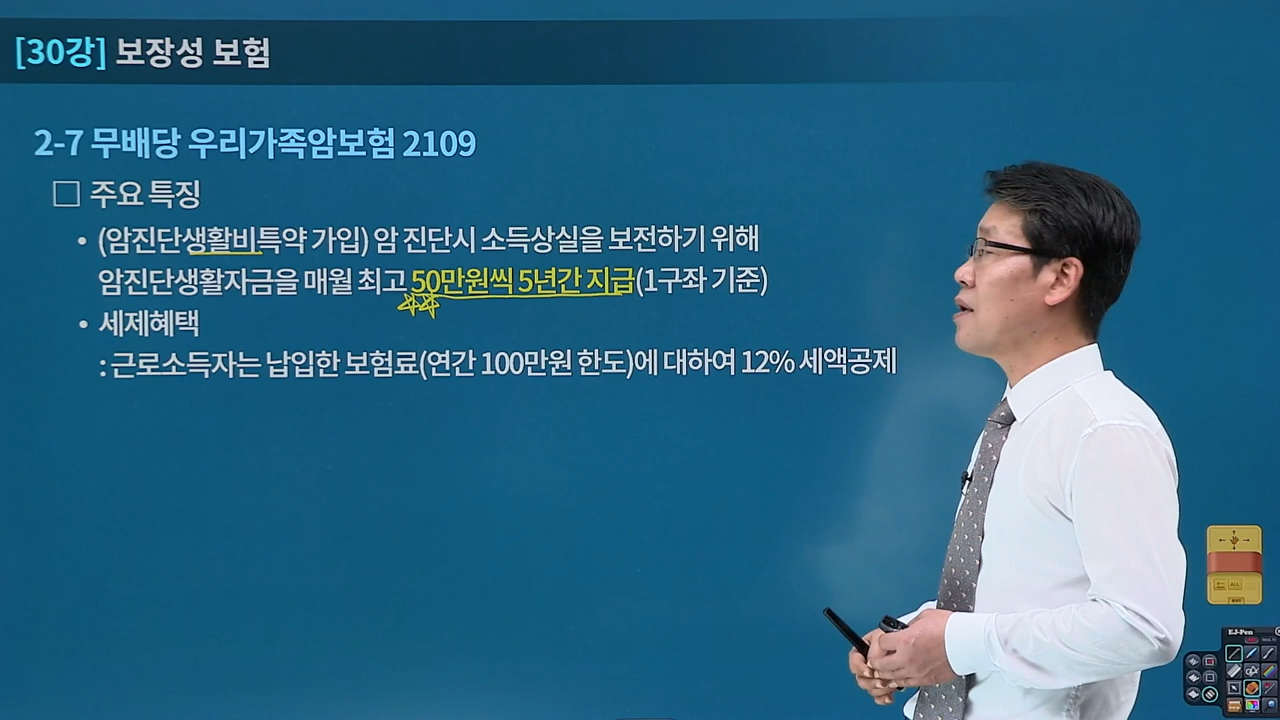 [30강] 보장성 보험
2-7 무배당 우리가족암보험 2109
□ 주요 특징
• (암진단생활비특약 가입) 암 진단시 소득상실을 보전하기 위해
암진단생활자금을 매월 최고 50만원씩 5년간 지급(1구좌 기준)
• 세제혜택
: 근로소득자는 납입한 보험료(연간 100만원 한도)에 대하여 12% 세액공제
ALL
EJ-Pen